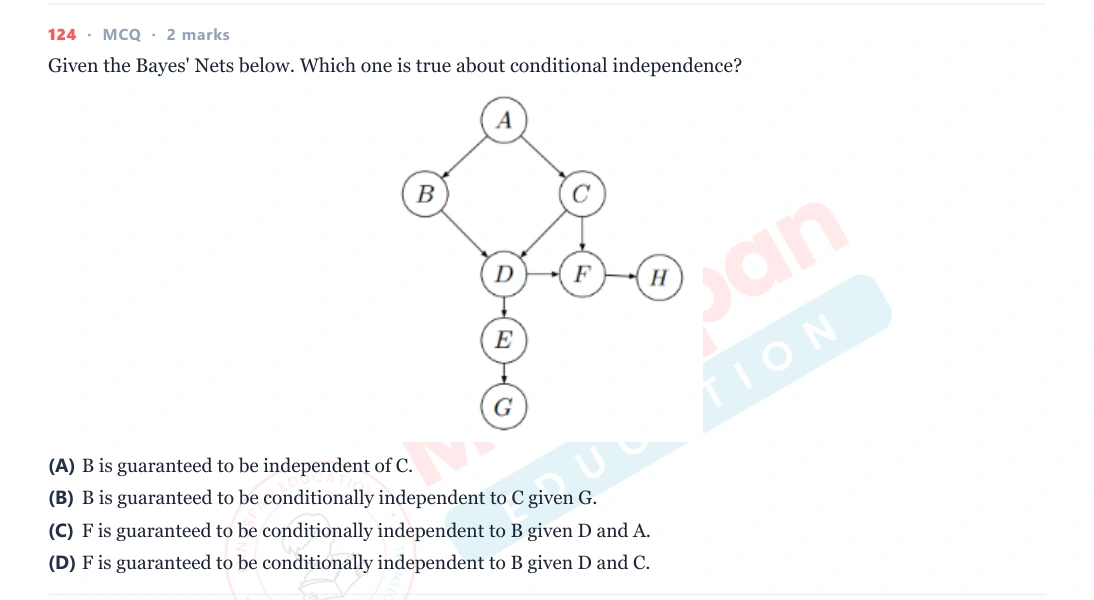 124 · MCQ · 2 marks
Given the Bayes' Nets below. Which one is true about conditional independence?
A
B
C
D
F
H
E
G
(A) B is guaranteed to be independent of C.
(B) B is guaranteed to be conditionally independent to C given G.
(C) F is guaranteed to be conditionally independent to B given D and A.
(D) F is guaranteed to be conditionally independent to B given D and C.